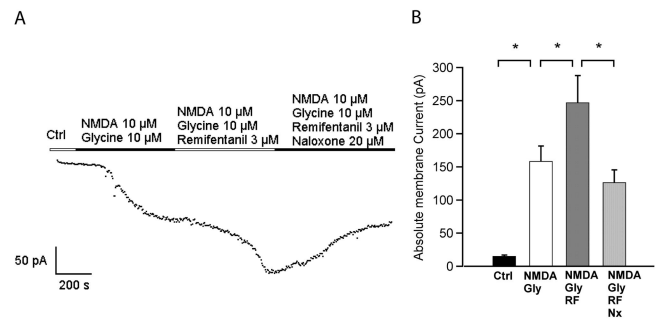 A
Ctrl
NMDA 10 µM
Glycine 10 µM
NMDA 10 µM
Glycine 10 µM
Remifentanil 3 µM
NMDA 10 µM
Glycine 10 µM
Remifentanil 3 µM
Naloxone 20 µM
50 pA
200 s
B
* * *
Absolute membrane Current (pA)
300
250
200
150
100
50
0
Ctrl
NMDA
Gly
NMDA
Gly
RF
NMDA
Gly
RF
Nx